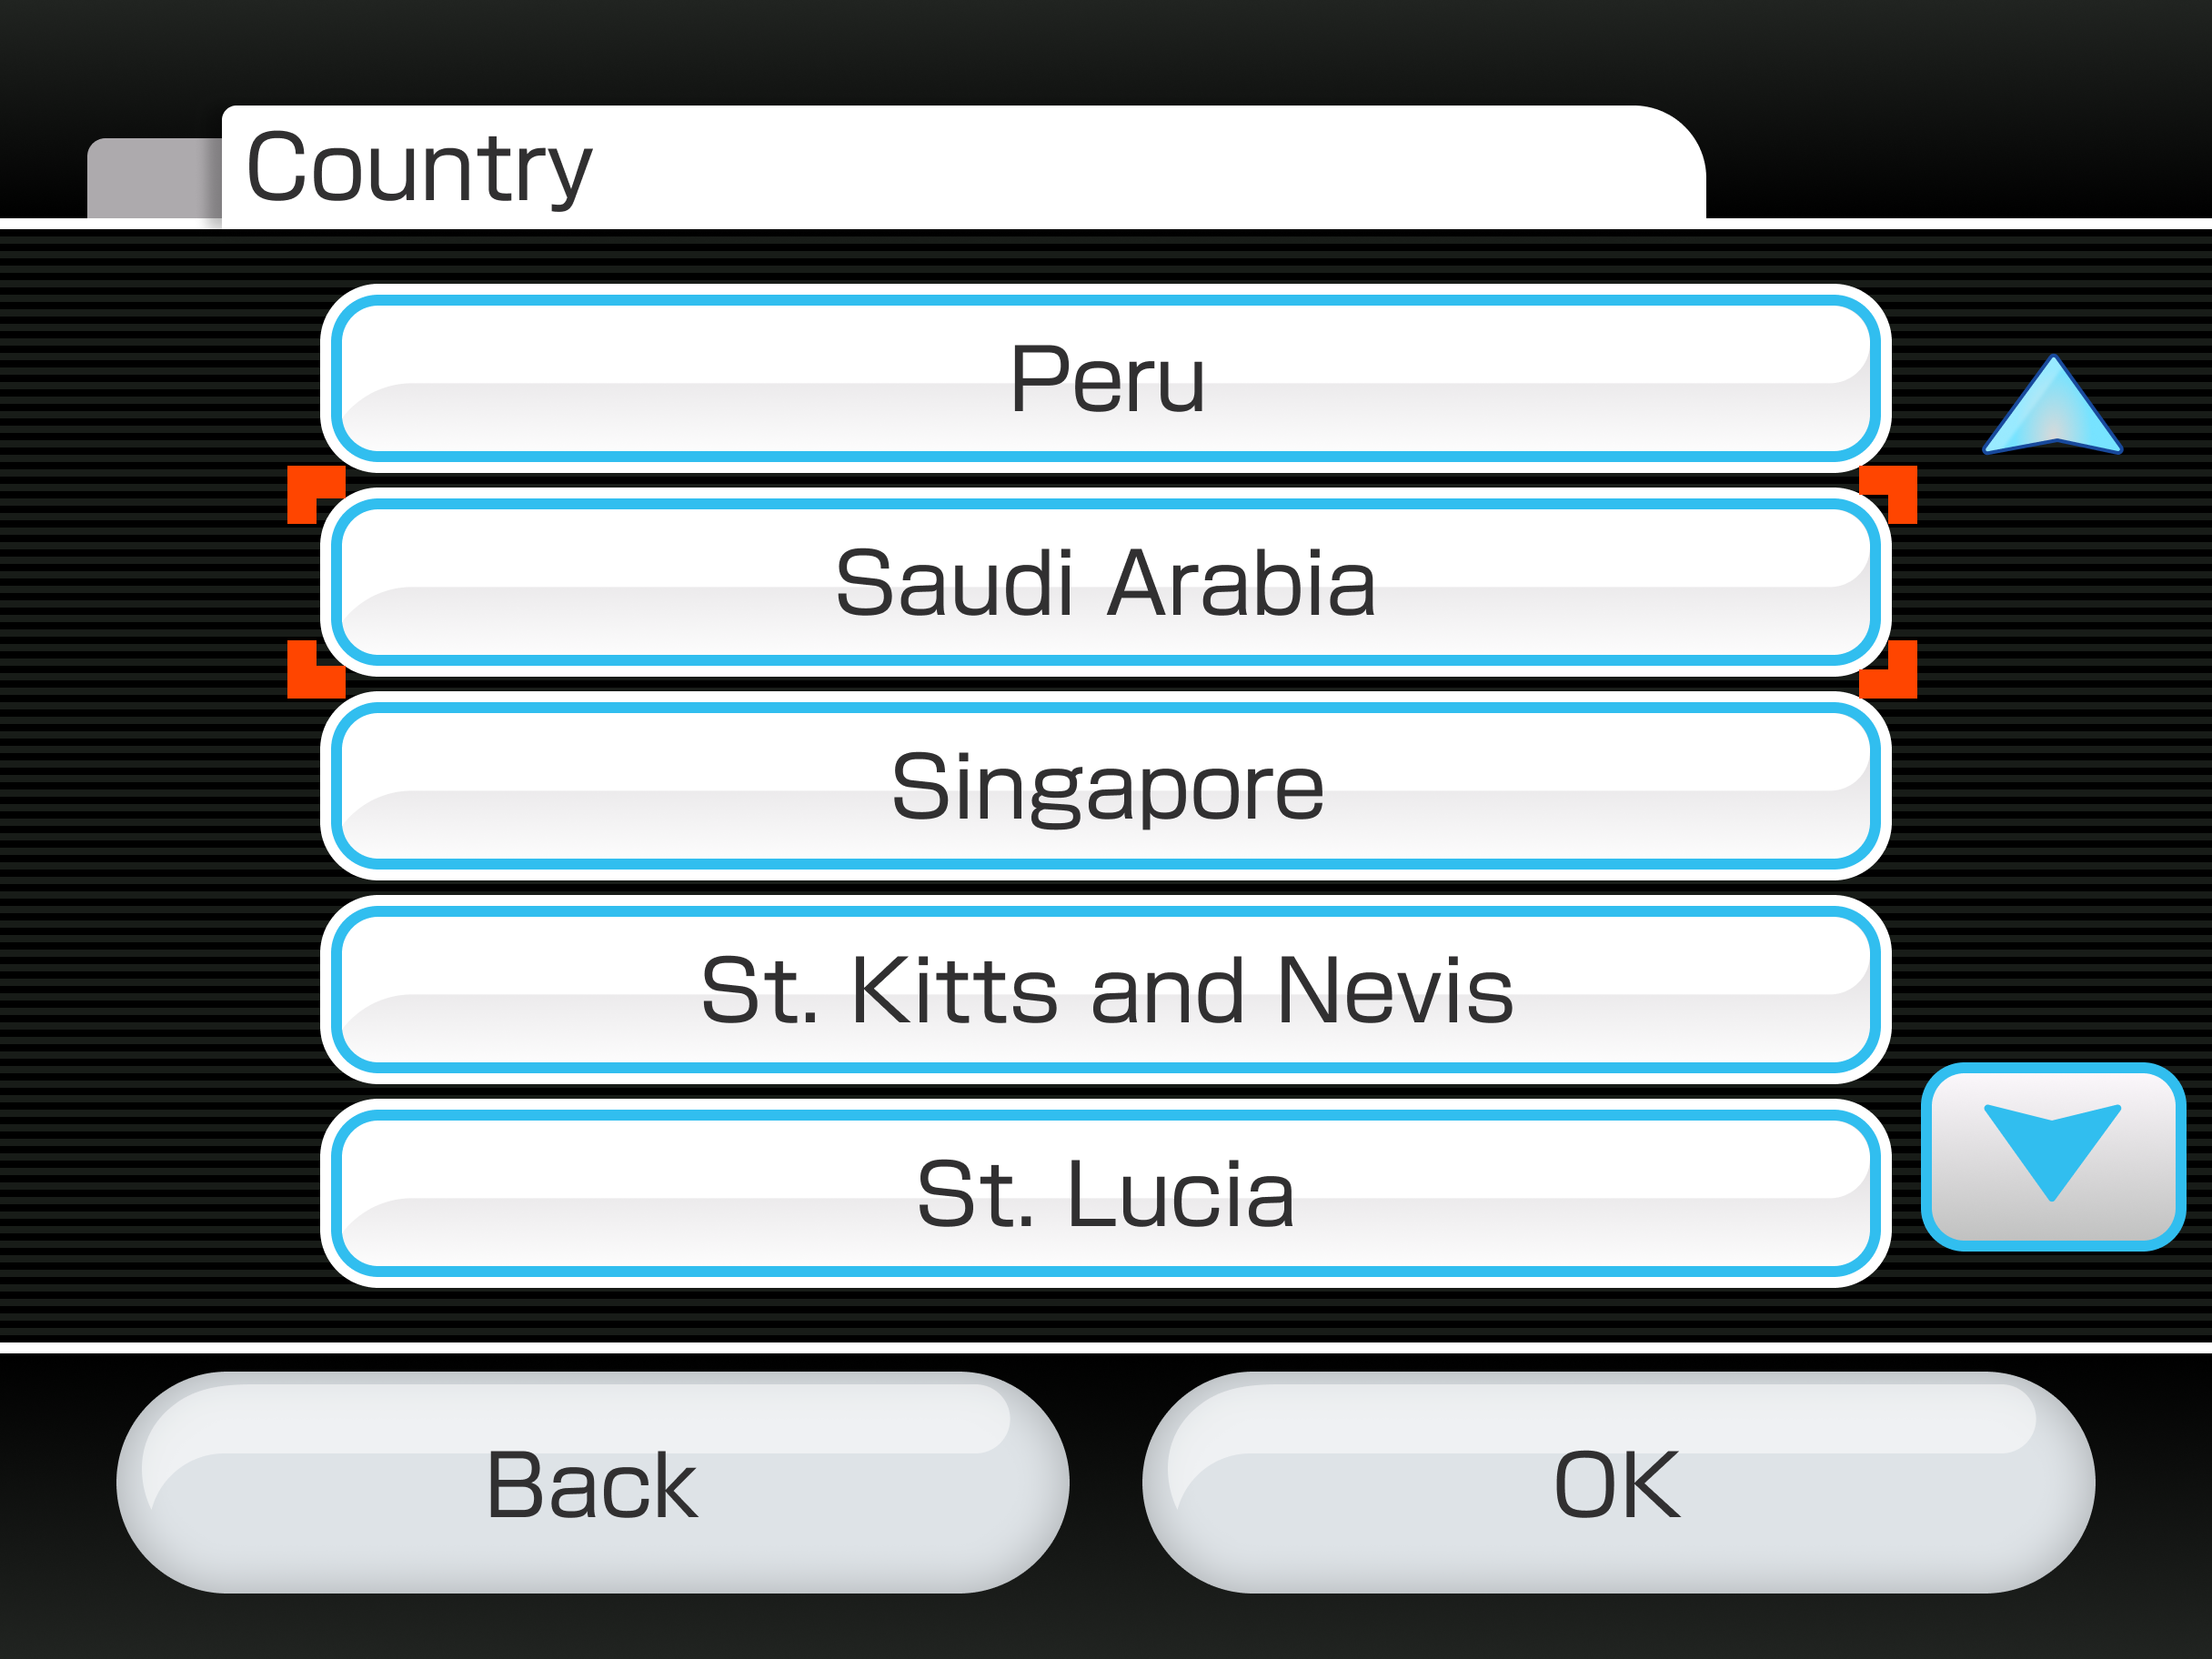 Country
Peru
Saudi Arabia
Singapore
St. Kitts and Nevis
St. Lucia
Back
OK